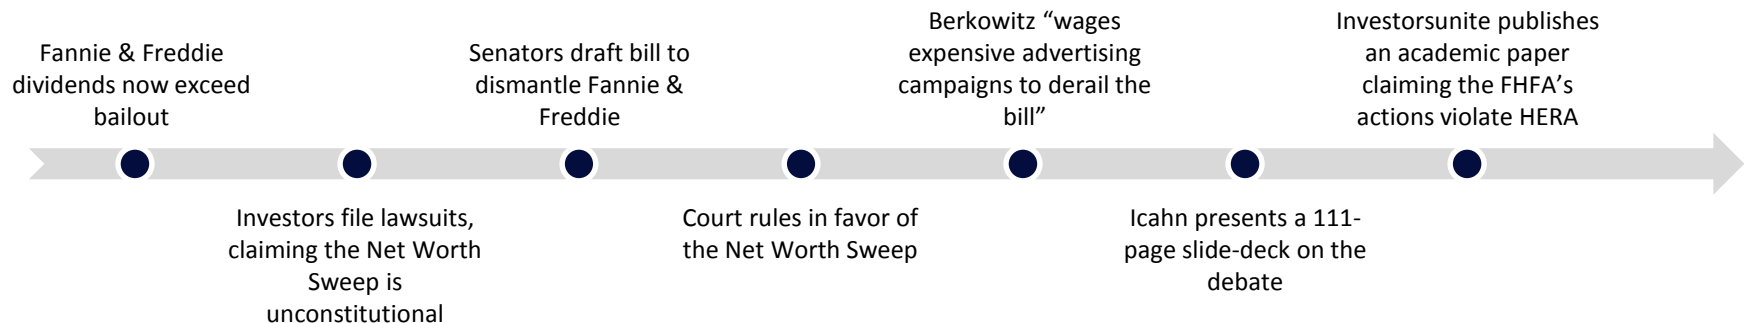 Fannie & Freddie
dividends now exceed
bailout
Investors file lawsuits,
claiming the Net Worth
Sweep is
unconstitutional
Senators draft bill to
dismantle Fannie &
Freddie
Court rules in favor of
the Net Worth Sweep
Berkowitz “wages
expensive advertising
campaigns to derail the
bill”
Icahn presents a 111-
page slide-deck on the
debate
Investorsunite publishes
an academic paper
claiming the FHFA’s
actions violate HERA